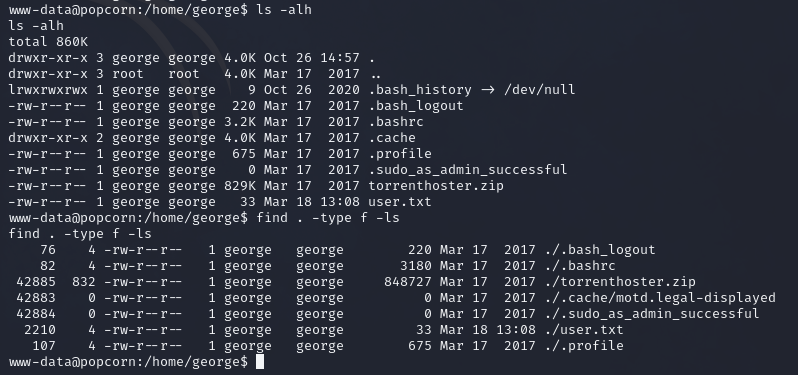 www-data@popcorn:/home/george$ ls -alh
ls -alh
total 860K
drwxr-xr-x 3 george george 4.0K Oct 26 14:57 .
drwxr-xr-x 3 root   root   4.0K Mar 17  2017 ..
lrwxrwxrwx 1 george george    9 Oct 26  2020 .bash_history -> /dev/null
-rw-r--r-- 1 george george  220 Mar 17  2017 .bash_logout
-rw-r--r-- 1 george george 3.2K Mar 17  2017 .bashrc
drwxr-xr-x 2 george george 4.0K Mar 17  2017 .cache
-rw-r--r-- 1 george george  675 Mar 17  2017 .profile
-rw-r--r-- 1 george george    0 Mar 17  2017 .sudo_as_admin_successful
-rw-r--r-- 1 george george 829K Mar 17  2017 torrenthoster.zip
-rw-r--r-- 1 george george   33 Mar 18 13:08 user.txt
www-data@popcorn:/home/george$ find . -type f -ls
find . -type f -ls
    76    4 -rw-r--r--   1 george   george        220 Mar 17  2017 ./.bash_logout
    82    4 -rw-r--r--   1 george   george       3180 Mar 17  2017 ./.bashrc
 42885  832 -rw-r--r--   1 george   george     848727 Mar 17  2017 ./torrenthoster.zip
 42883    0 -rw-r--r--   1 george   george          0 Mar 17  2017 ./.cache/motd.legal-displayed
 42884    0 -rw-r--r--   1 george   george          0 Mar 17  2017 ./.sudo_as_admin_successful
  2210    4 -rw-r--r--   1 george   george         33 Mar 18 13:08 ./user.txt
   107    4 -rw-r--r--   1 george   george        675 Mar 17  2017 ./.profile
www-data@popcorn:/home/george$